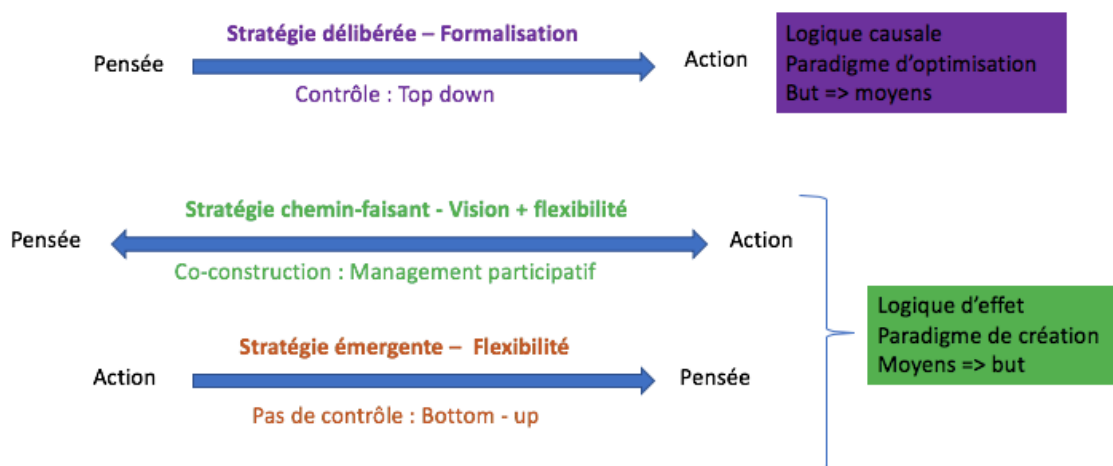 Stratégie délibérée – Formalisation
Pensée
Action
Contrôle : Top down
Logique causale
Paradigme d'optimisation
But => moyens
Stratégie chemin-faisant - Vision + flexibilité
Pensée
Action
Co-construction : Management participatif
Stratégie émergente – Flexibilité
Action
Pensée
Pas de contrôle : Bottom - up
Logique d'effet
Paradigme de création
Moyens => but